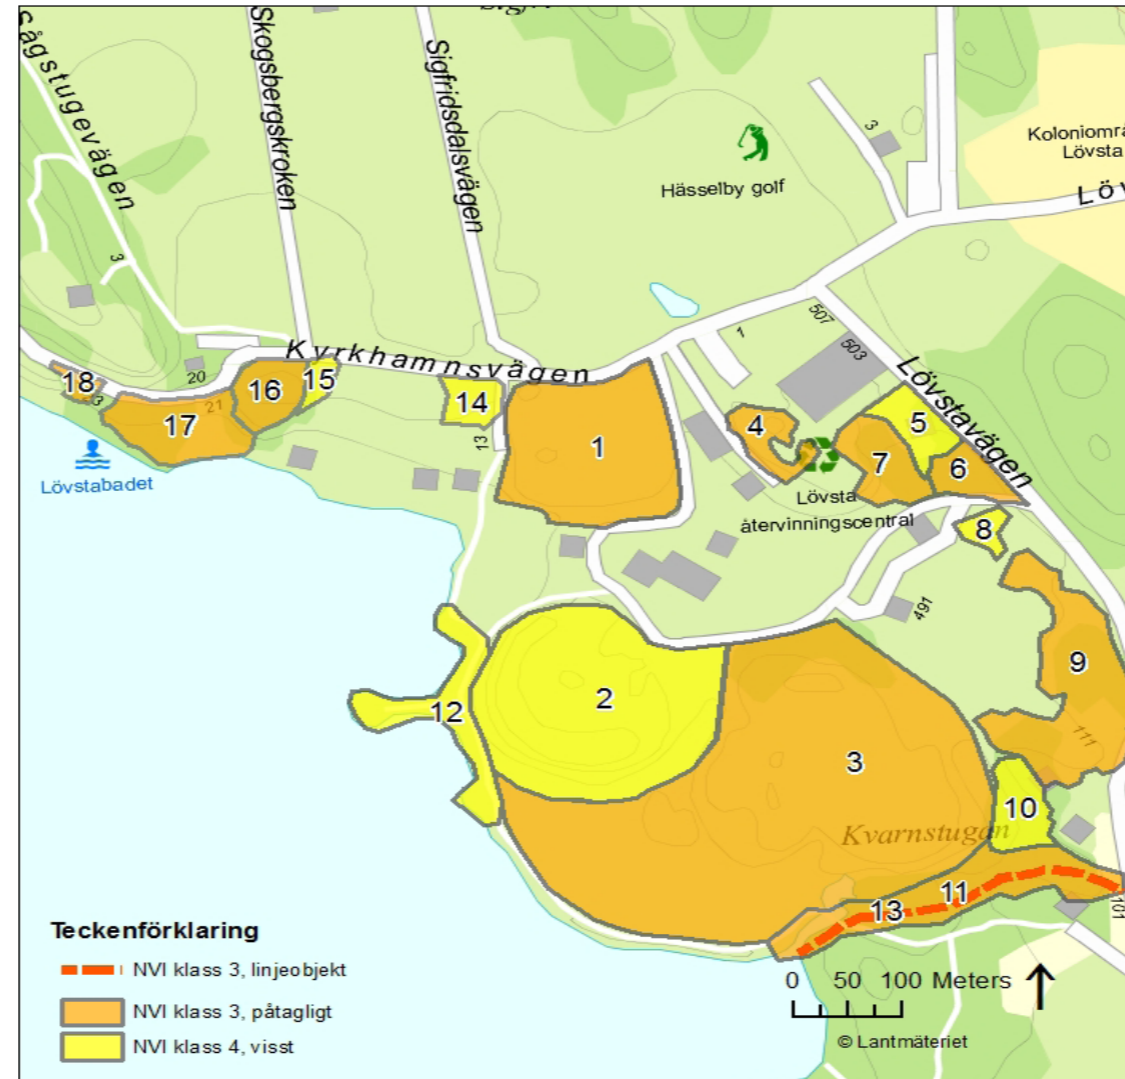 Sågstugevägen
Skogsbergskroken
Sigfridsdalsvägen
3
Koloniområ
Lövsta
Hässelby golf
Löv
3
1
507
503
Kyrkhamnsvägen
Lövstavägen
20
18
16
15
14
17
21
13
1
4
5
7
6
Lövstabadet
Lövsta
återvinningscentral
8
491
9
2
12
3
111
10
Kvarnstugan
11
13
101
Teckenförklaring
NVI klass 3, linjeobjekt
NVI klass 3, påtagligt
NVI klass 4, visst
0 50 100 Meters
© Lantmäteriet